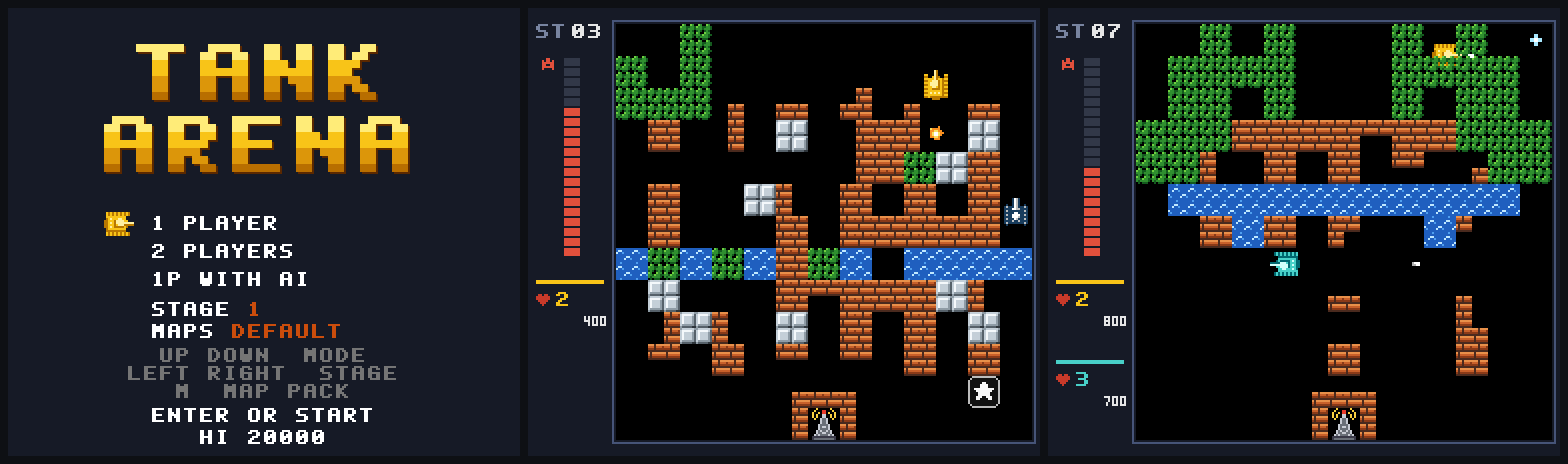 TANK
ARENA
1 PLAYER
2 PLAYERS
1P WITH AI
STAGE 1
MAPS DEFAULT
UP DOWN MODE
LEFT RIGHT STAGE
M MAP PACK
ENTER OR START
HI 20000
ST 03
2
400
ST 07
2
800
3
700